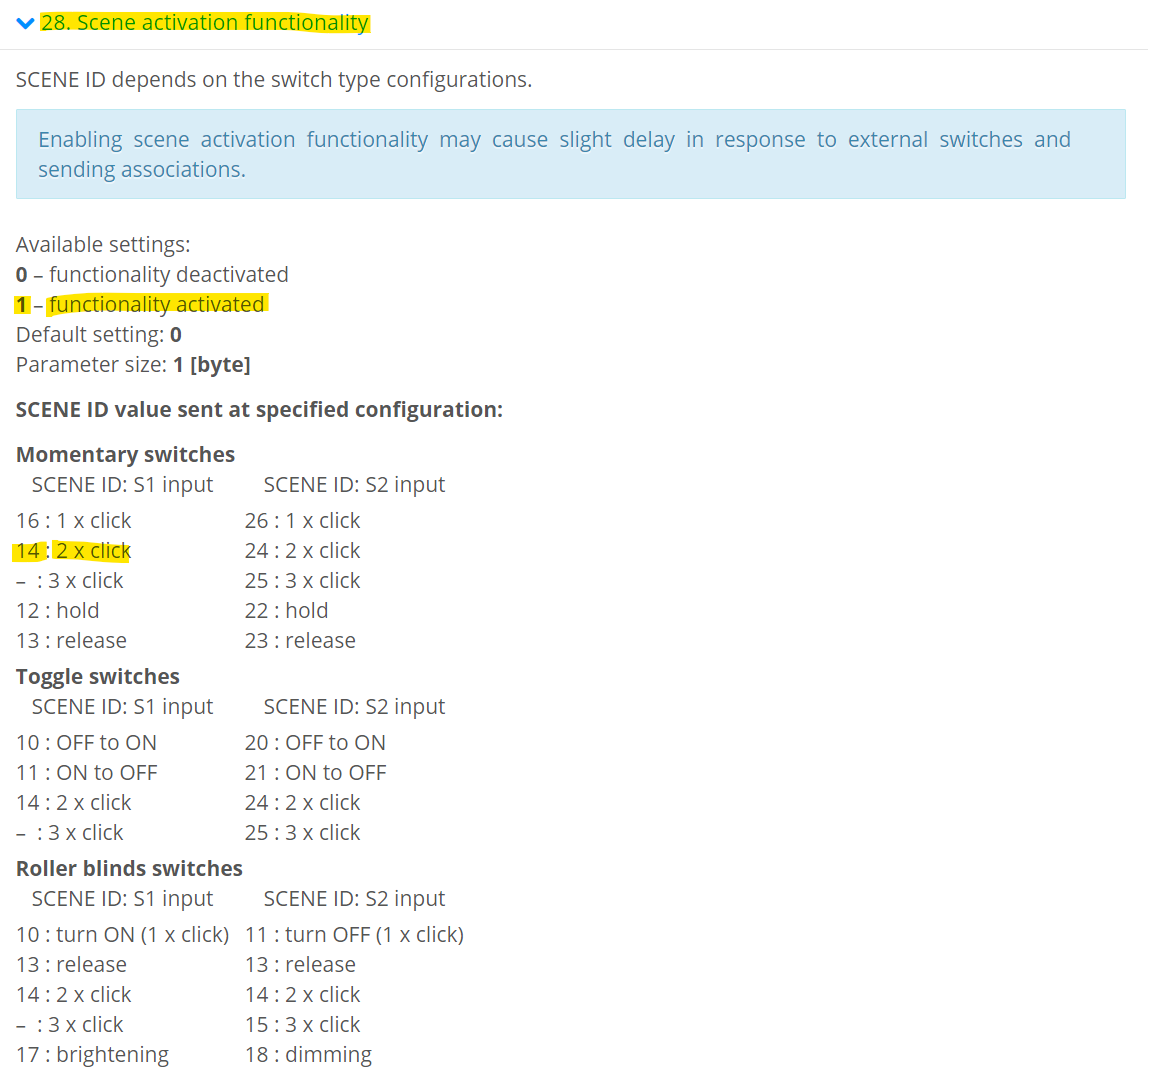 28. Scene activation functionality
SCENE ID depends on the switch type configurations.
Enabling scene activation functionality may cause slight delay in response to external switches and
sending associations.
Available settings:
0 – functionality deactivated
1 – functionality activated
Default setting: 0
Parameter size: 1 [byte]
SCENE ID value sent at specified configuration:
Momentary switches
SCENE ID: S1 input SCENE ID: S2 input
16 : 1 x click 26 : 1 x click
14 : 2 x click 24 : 2 x click
– : 3 x click 25 : 3 x click
12 : hold 22 : hold
13 : release 23 : release
Toggle switches
SCENE ID: S1 input SCENE ID: S2 input
10 : OFF to ON 20 : OFF to ON
11 : ON to OFF 21 : ON to OFF
14 : 2 x click 24 : 2 x click
– : 3 x click 25 : 3 x click
Roller blinds switches
SCENE ID: S1 input SCENE ID: S2 input
10 : turn ON (1 x click) 11 : turn OFF (1 x click)
13 : release 13 : release
14 : 2 x click 14 : 2 x click
– : 3 x click 15 : 3 x click
17 : brightening 18 : dimming